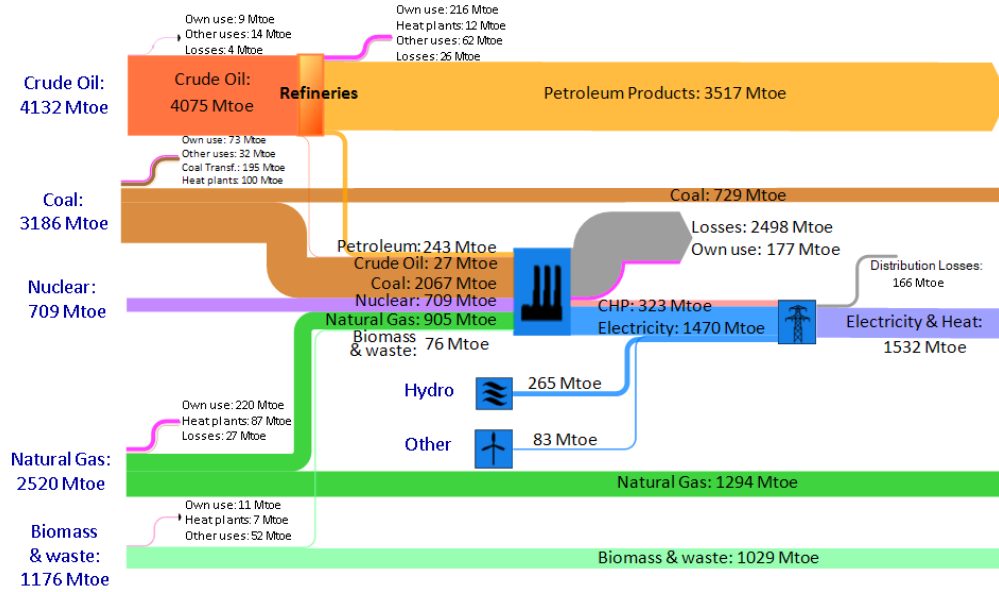 Own use: 9 Mtoe
Other uses: 14 Mtoe
Losses: 4 Mtoe
Own use: 216 Mtoe
Heat plants: 12 Mtoe
Other uses: 62 Mtoe
Losses: 26 Mtoe
Crude Oil:
4132 Mtoe
Crude Oil:
4075 Mtoe
Refineries
Petroleum Products: 3517 Mtoe
Own use: 73 Mtoe
Other uses: 32 Mtoe
Coal Transf.: 195 Mtoe
Heat plants: 100 Mtoe
Coal:
3186 Mtoe
Coal: 729 Mtoe
Losses: 2498 Mtoe
Own use: 177 Mtoe
Petroleum: 243 Mtoe
Crude Oil: 27 Mtoe
Coal: 2067 Mtoe
Nuclear: 709 Mtoe
Natural Gas: 905 Mtoe
Biomass
& waste: 76 Mtoe
Nuclear:
709 Mtoe
Distribution Losses:
166 Mtoe
CHP: 323 Mtoe
Electricity: 1470 Mtoe
Electricity & Heat:
1532 Mtoe
Hydro
265 Mtoe
Other
83 Mtoe
Own use: 220 Mtoe
Heat plants: 87 Mtoe
Losses: 27 Mtoe
Natural Gas:
2520 Mtoe
Natural Gas: 1294 Mtoe
Own use: 11 Mtoe
Heat plants: 7 Mtoe
Other uses: 52 Mtoe
Biomass
& waste:
1176 Mtoe
Biomass & waste: 1029 Mtoe